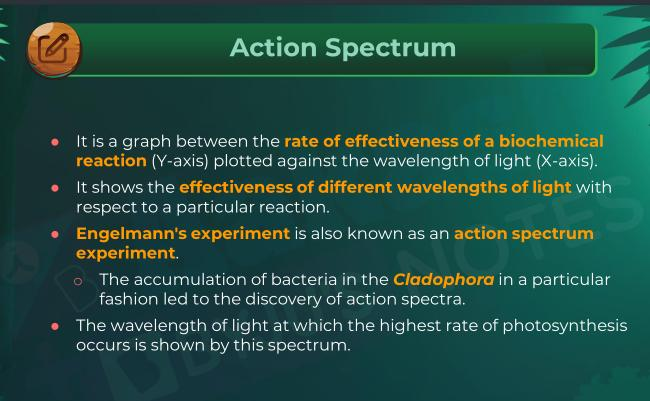 Action Spectrum
● It is a graph between the rate of effectiveness of a biochemical
reaction (Y-axis) plotted against the wavelength of light (X-axis).
● It shows the effectiveness of different wavelengths of light with
respect to a particular reaction.
● Engelmann's experiment is also known as an action spectrum
experiment.
○ The accumulation of bacteria in the Cladophora in a particular
fashion led to the discovery of action spectra.
● The wavelength of light at which the highest rate of photosynthesis
occurs is shown by this spectrum.
NOTES